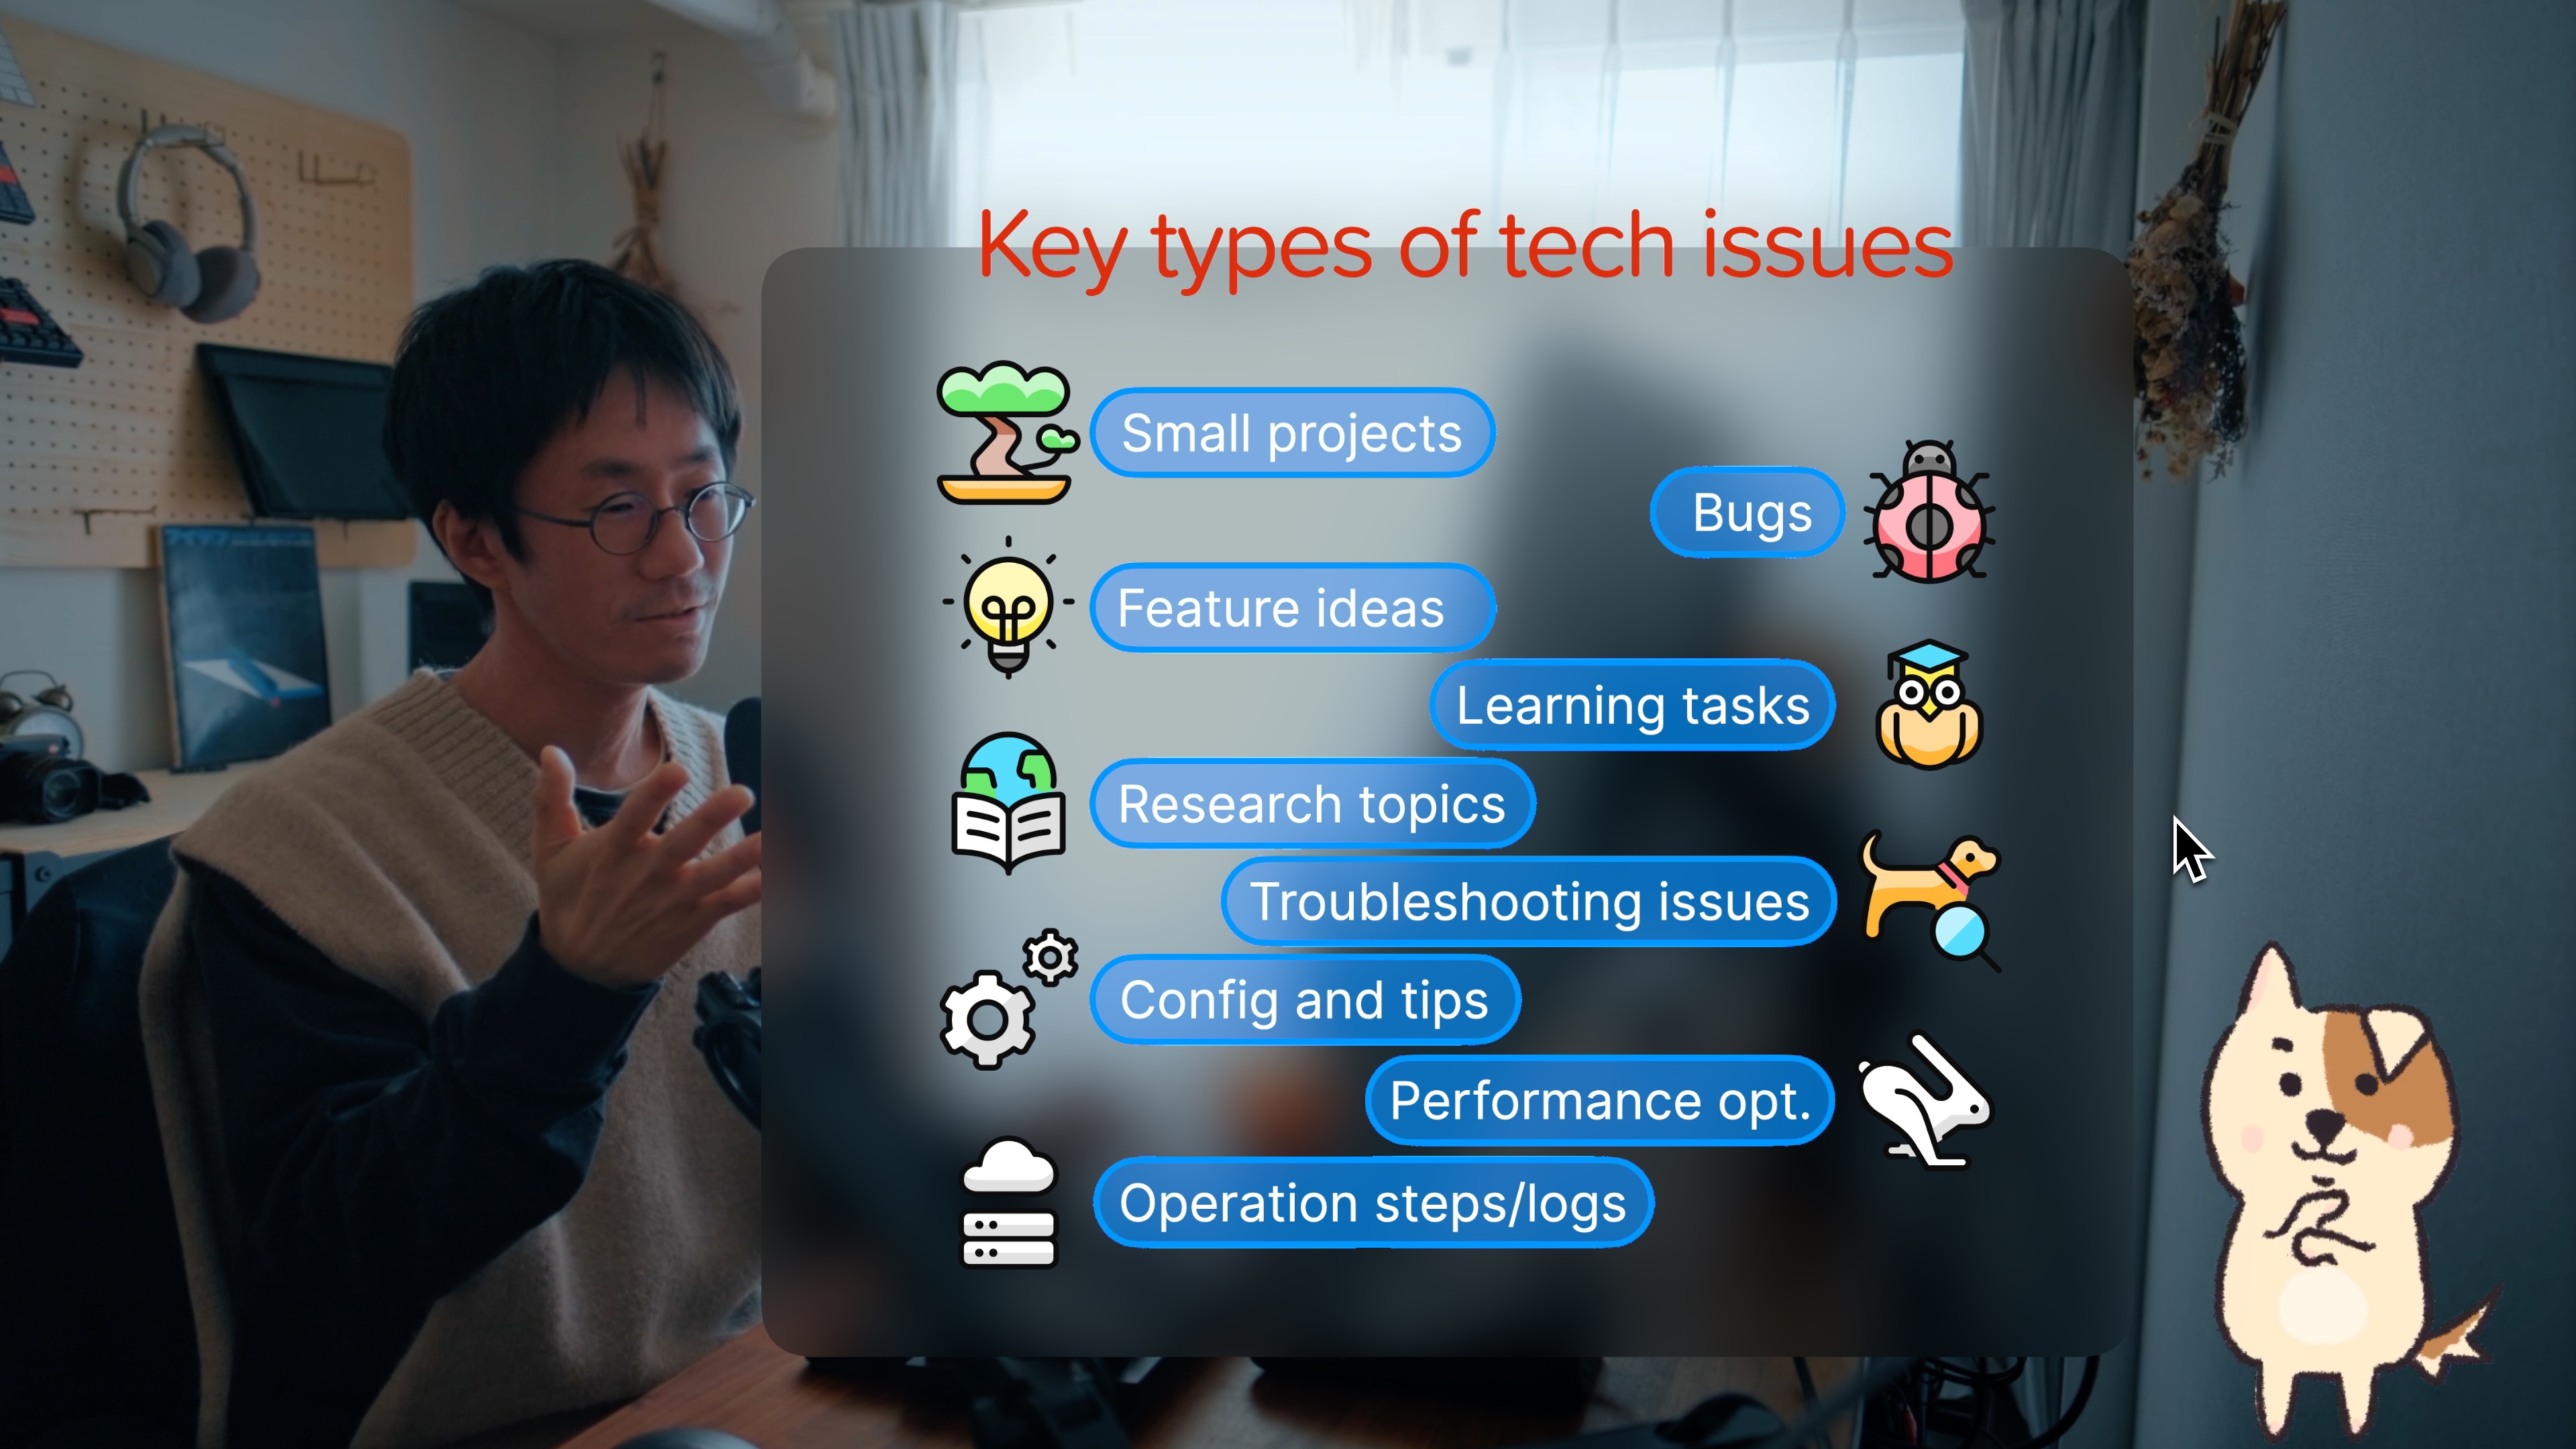 Key types of tech issues
Small projects
Bugs
Feature ideas
Learning tasks
Research topics
Troubleshooting issues
Config and tips
Performance opt.
Operation steps/logs